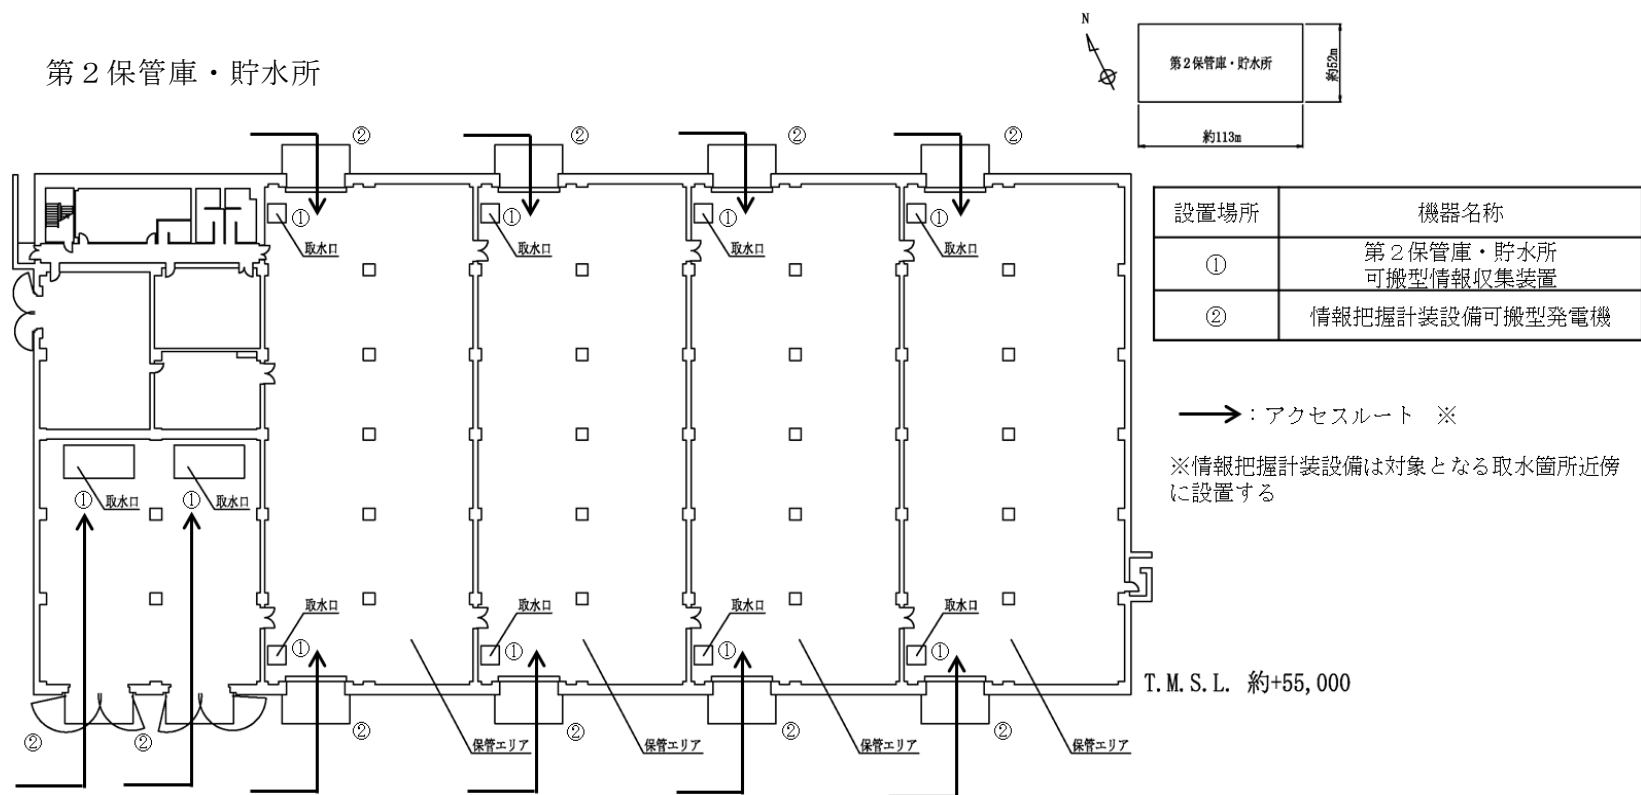 第２保管庫・貯水所
N
第２保管庫・貯水所
約52m
約113m
② ② ② ②
① ① ① ①
取水口 取水口 取水口 取水口
設置場所 機器名称
① 第２保管庫・貯水所
可搬型情報収集装置
② 情報把握計装設備可搬型発電機
：アクセスルート　※
※情報把握計装設備は対象となる取水箇所近傍
に設置する
① 取水口 ① 取水口
取水口 取水口 取水口 取水口
① ① ① ①
T.M.S.L. 約+55,000
② ② ② ② ② ②
保管エリア 保管エリア 保管エリア 保管エリア